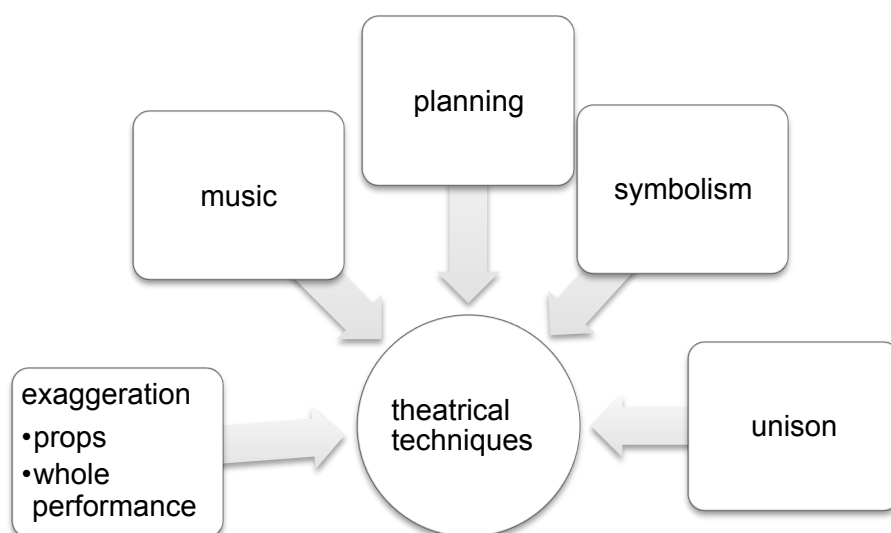 planning
music
symbolism
exaggeration
•props
•whole
performance
theatrical
techniques
unison